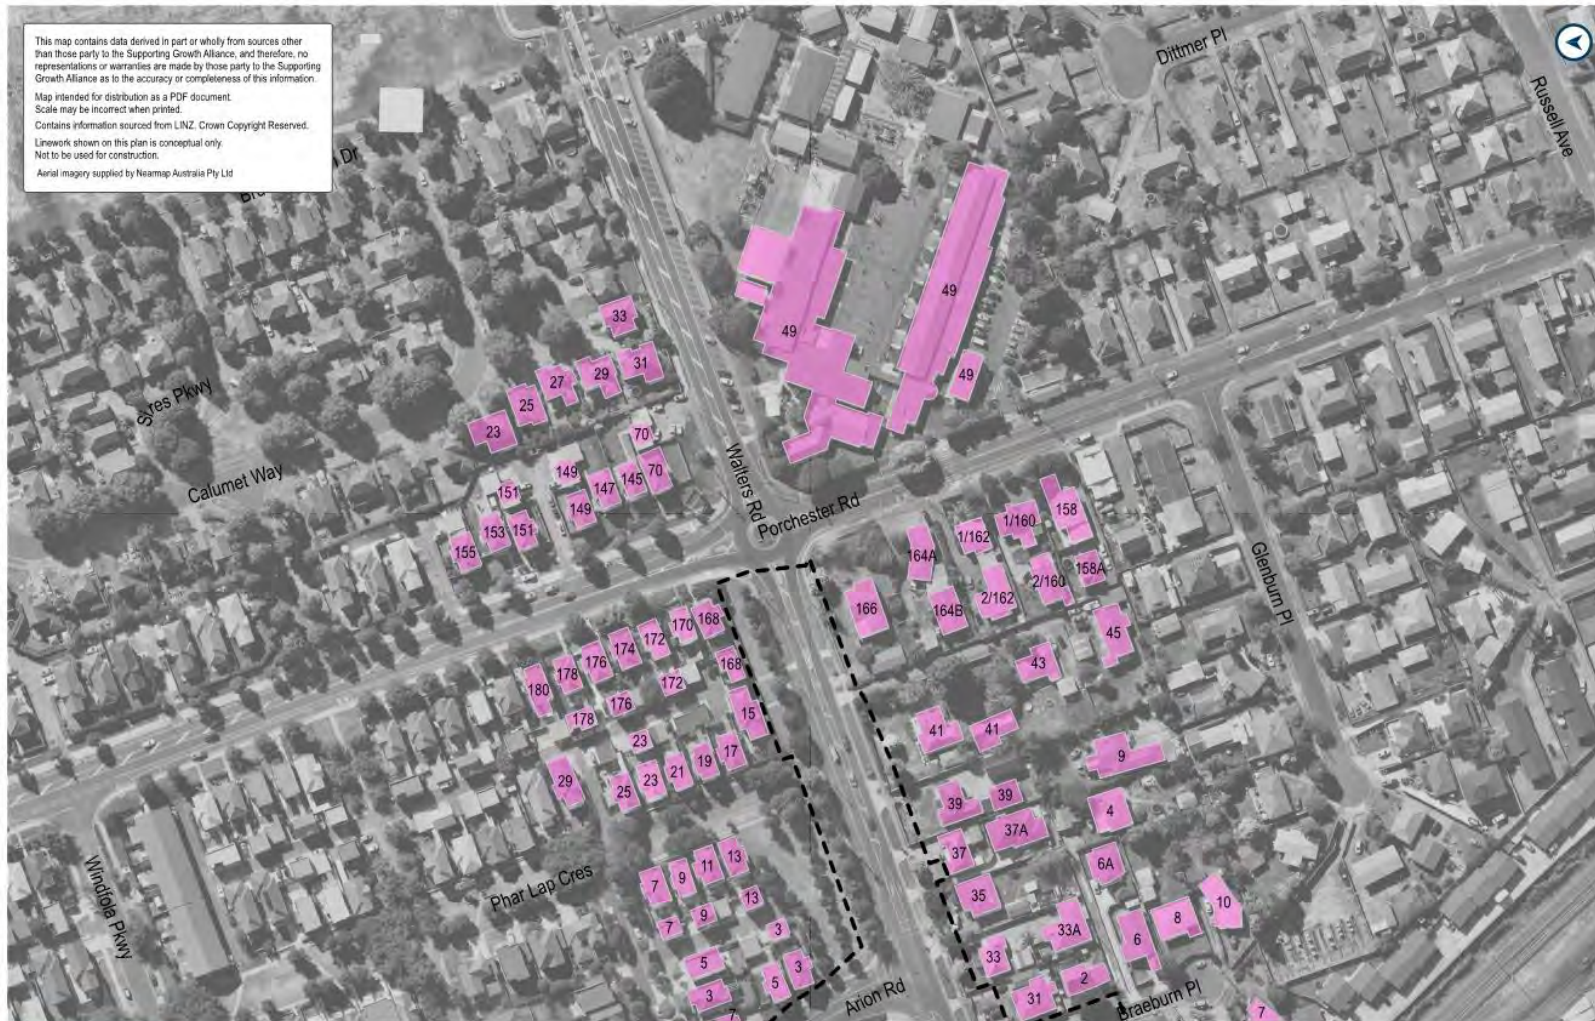 This map contains data derived in part or wholly from sources other
than those party to the Supporting Growth Alliance, and therefore, no
representations or warranties are made by those party to the Supporting
Growth Alliance as to the accuracy or completeness of this information.
Map intended for distribution as a PDF document.
Scale may be incorrect when printed.
Contains information sourced from LINZ. Crown Copyright Reserved.
Linework shown on this plan is conceptual only.
Not to be used for construction.
Aerial imagery supplied by Nearmap Australia Pty Ltd
Dr
Dittmer Pl
Russell Ave
49
49
49
33
31
29
27
25
23
Sires Pkwy
Calumet Way
70
70
149
145
147
149
151
151
153
155
Walters Rd
Porchester Rd
158
1/160
1/162
164A
158A
2/160
2/162
164B
166
Glenburn Pl
168
170
172
174
176
178
180
168
172
176
178
45
43
15
41
41
9
23
17
19
21
23
25
29
39
39
4
37A
37
6A
13
11
9
7
Phar Lap Cres
Windfola Pkwy
13
9
7
35
10
8
3
33A
6
5
3
5
33
2
3
31
7
Arion Rd
Braeburn Pl
7